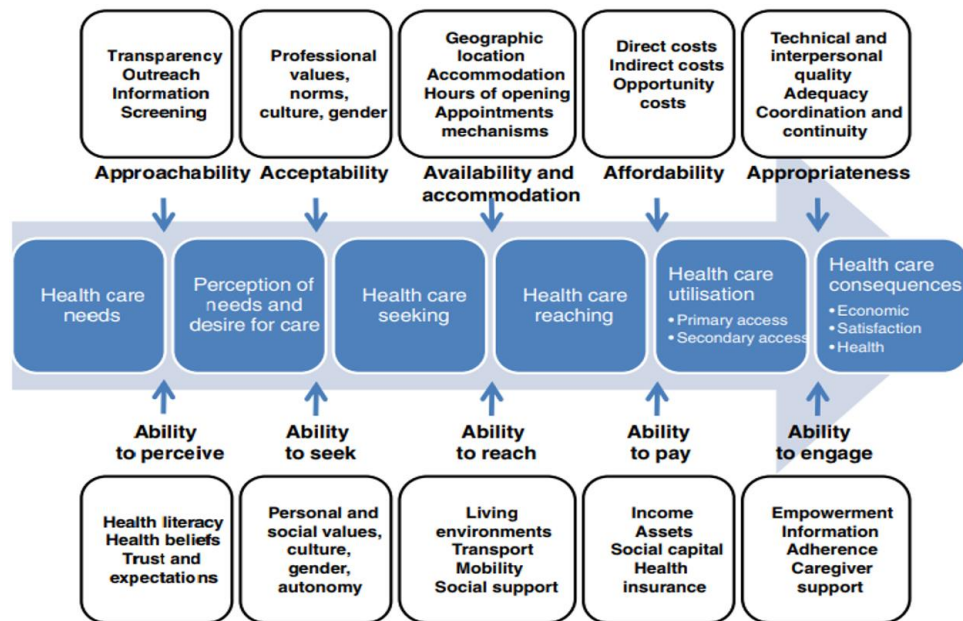 Transparency
Outreach
Information
Screening
Professional
values,
norms,
culture, gender
Geographic
location
Accommodation
Hours of opening
Appointments
mechanisms
Direct costs
Indirect costs
Opportunity
costs
Technical and
interpersonal
quality
Adequacy
Coordination and
continuity
Approachability
Acceptability
Availability and
accommodation
Affordability
Appropriateness
Health care
needs
Perception of
needs and
desire for care
Health care
seeking
Health care
reaching
Health care
utilisation
• Primary access
• Secondary access
Health care
consequences
• Economic
• Satisfaction
• Health
Ability
to perceive
Ability
to seek
Ability
to reach
Ability
to pay
Ability
to engage
Health literacy
Health beliefs
Trust and
expectations
Personal and
social values,
culture,
gender,
autonomy
Living
environments
Transport
Mobility
Social support
Income
Assets
Social capital
Health
insurance
Empowerment
Information
Adherence
Caregiver
support